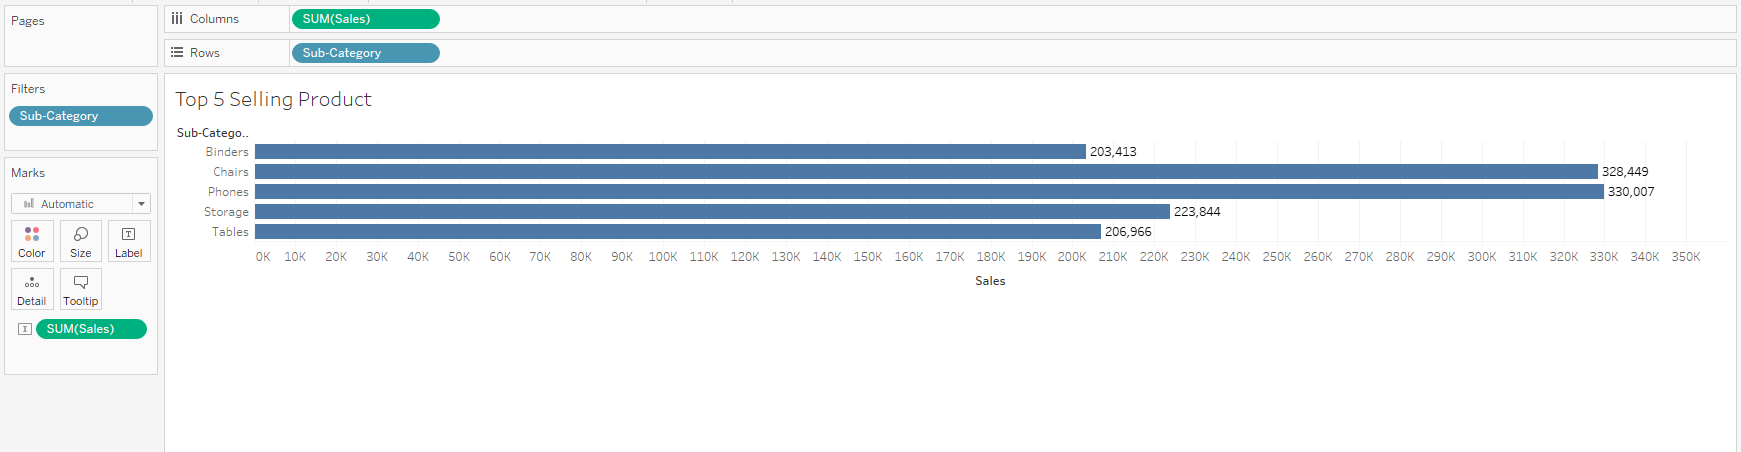 Pages
Columns SUM(Sales)
Rows Sub-Category
Filters
Sub-Category
Marks
Automatic
Color Size Label
Detail Tooltip
SUM(Sales)
Top 5 Selling Product
Sub-Catego..
Binders 203,413
Chairs 328,449
Phones 330,007
Storage 223,844
Tables 206,966
0K 10K 20K 30K 40K 50K 60K 70K 80K 90K 100K 110K 120K 130K 140K 150K 160K 170K 180K 190K 200K 210K 220K 230K 240K 250K 260K 270K 280K 290K 300K 310K 320K 330K 340K 350K
Sales